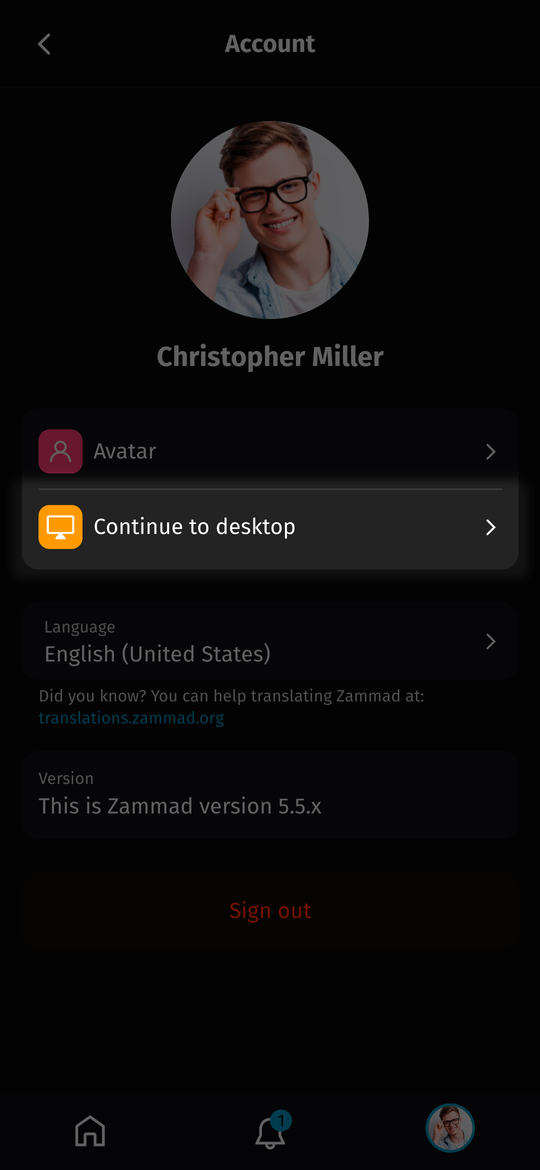 Account
Christopher Miller
Avatar
Continue to desktop
Language
English (United States)
Did you know? You can help translating Zammad at:
translations.zammad.org
Version
This is Zammad version 5.5.x
Sign out
1